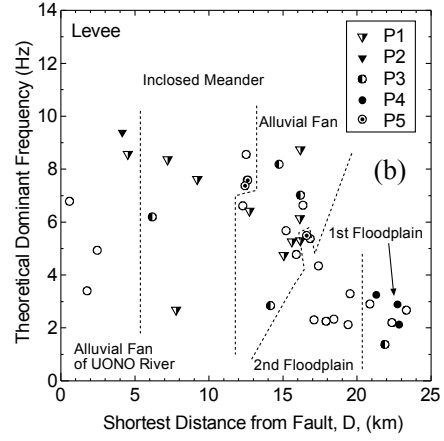 Levee
Inclosed Meander
Alluvial Fan
P1
P2
P3
P4
P5
(b)
1st Floodplain
Alluvial Fan
of UONO River
2nd Floodplain
Theoretical Dominant Frequency (Hz)
14
12
10
8
6
4
2
0
0 5 10 15 20 25
Shortest Distance from Fault, D, (km)